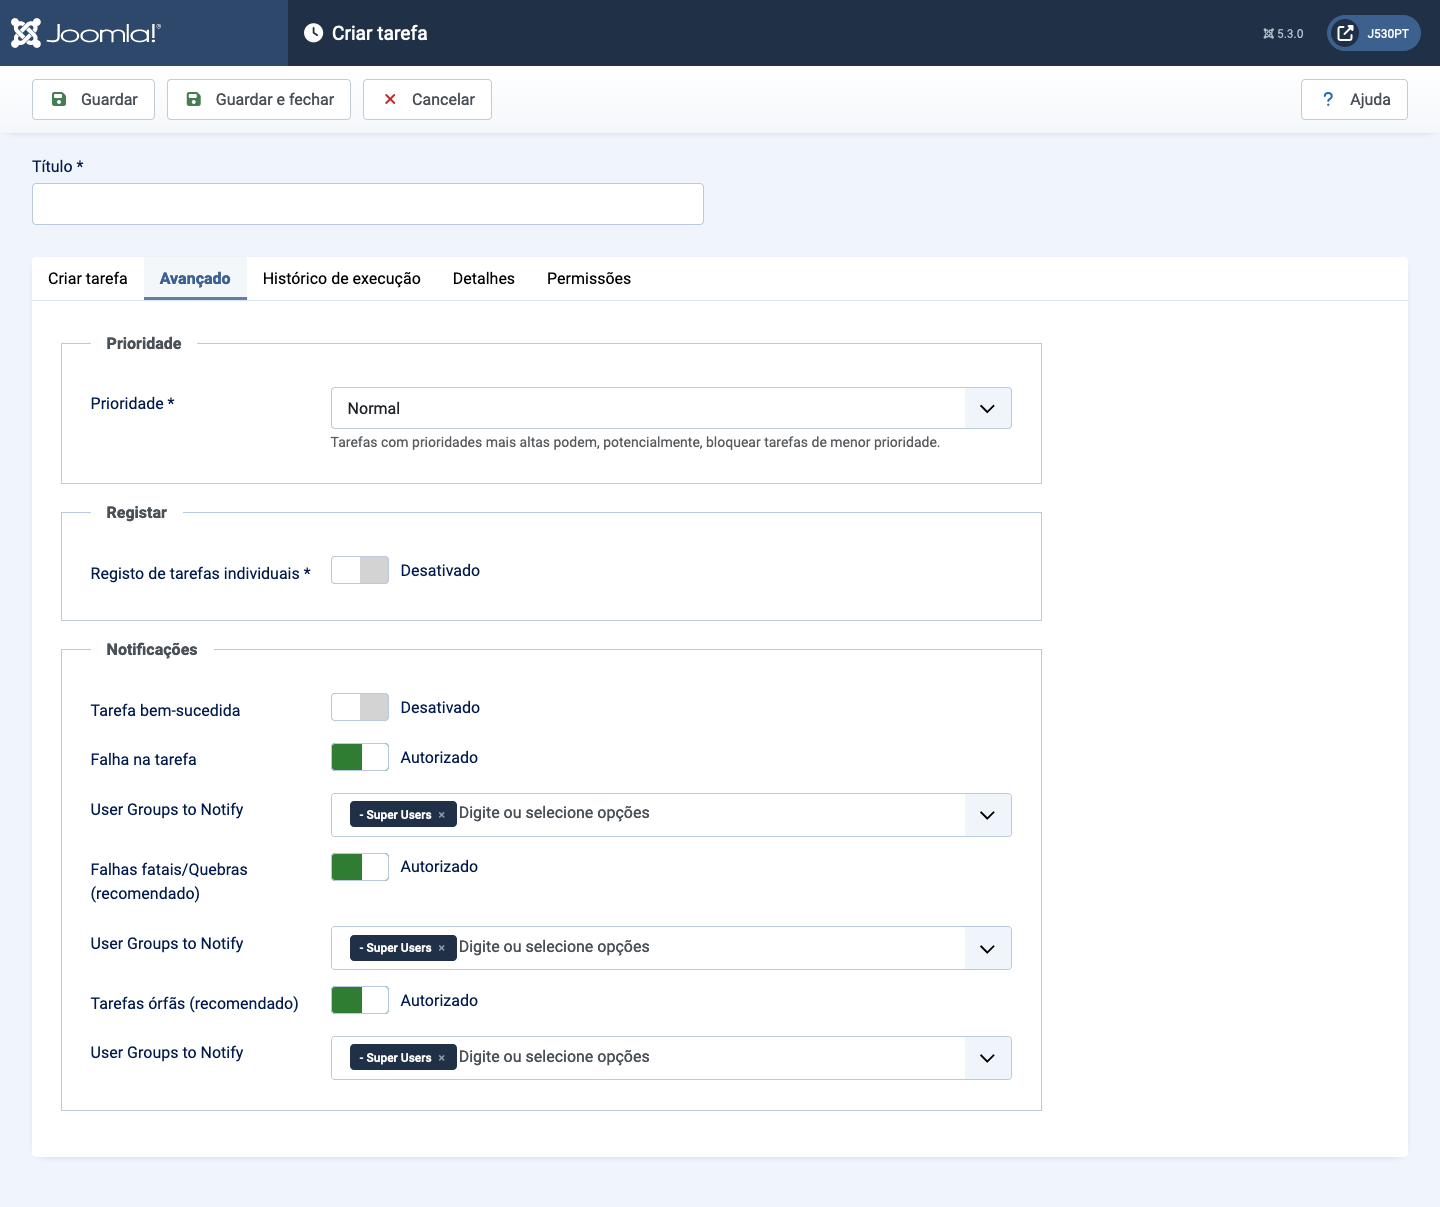 Joomla!®
Criar tarefa
5.3.0
J530PT
Guardar
Guardar e fechar
Cancelar
? Ajuda
Título *
Criar tarefa
Avançado
Histórico de execução
Detalhes
Permissões
Prioridade
Prioridade *
Normal
Tarefas com prioridades mais altas podem, potencialmente, bloquear tarefas de menor prioridade.
Registar
Registo de tarefas individuais *
Desativado
Notificações
Tarefa bem-sucedida
Desativado
Falha na tarefa
Autorizado
User Groups to Notify
- Super Users × Digite ou selecione opções
Falhas fatais/Quebras
(recomendado)
Autorizado
User Groups to Notify
- Super Users × Digite ou selecione opções
Tarefas órfãs (recomendado)
Autorizado
User Groups to Notify
- Super Users × Digite ou selecione opções